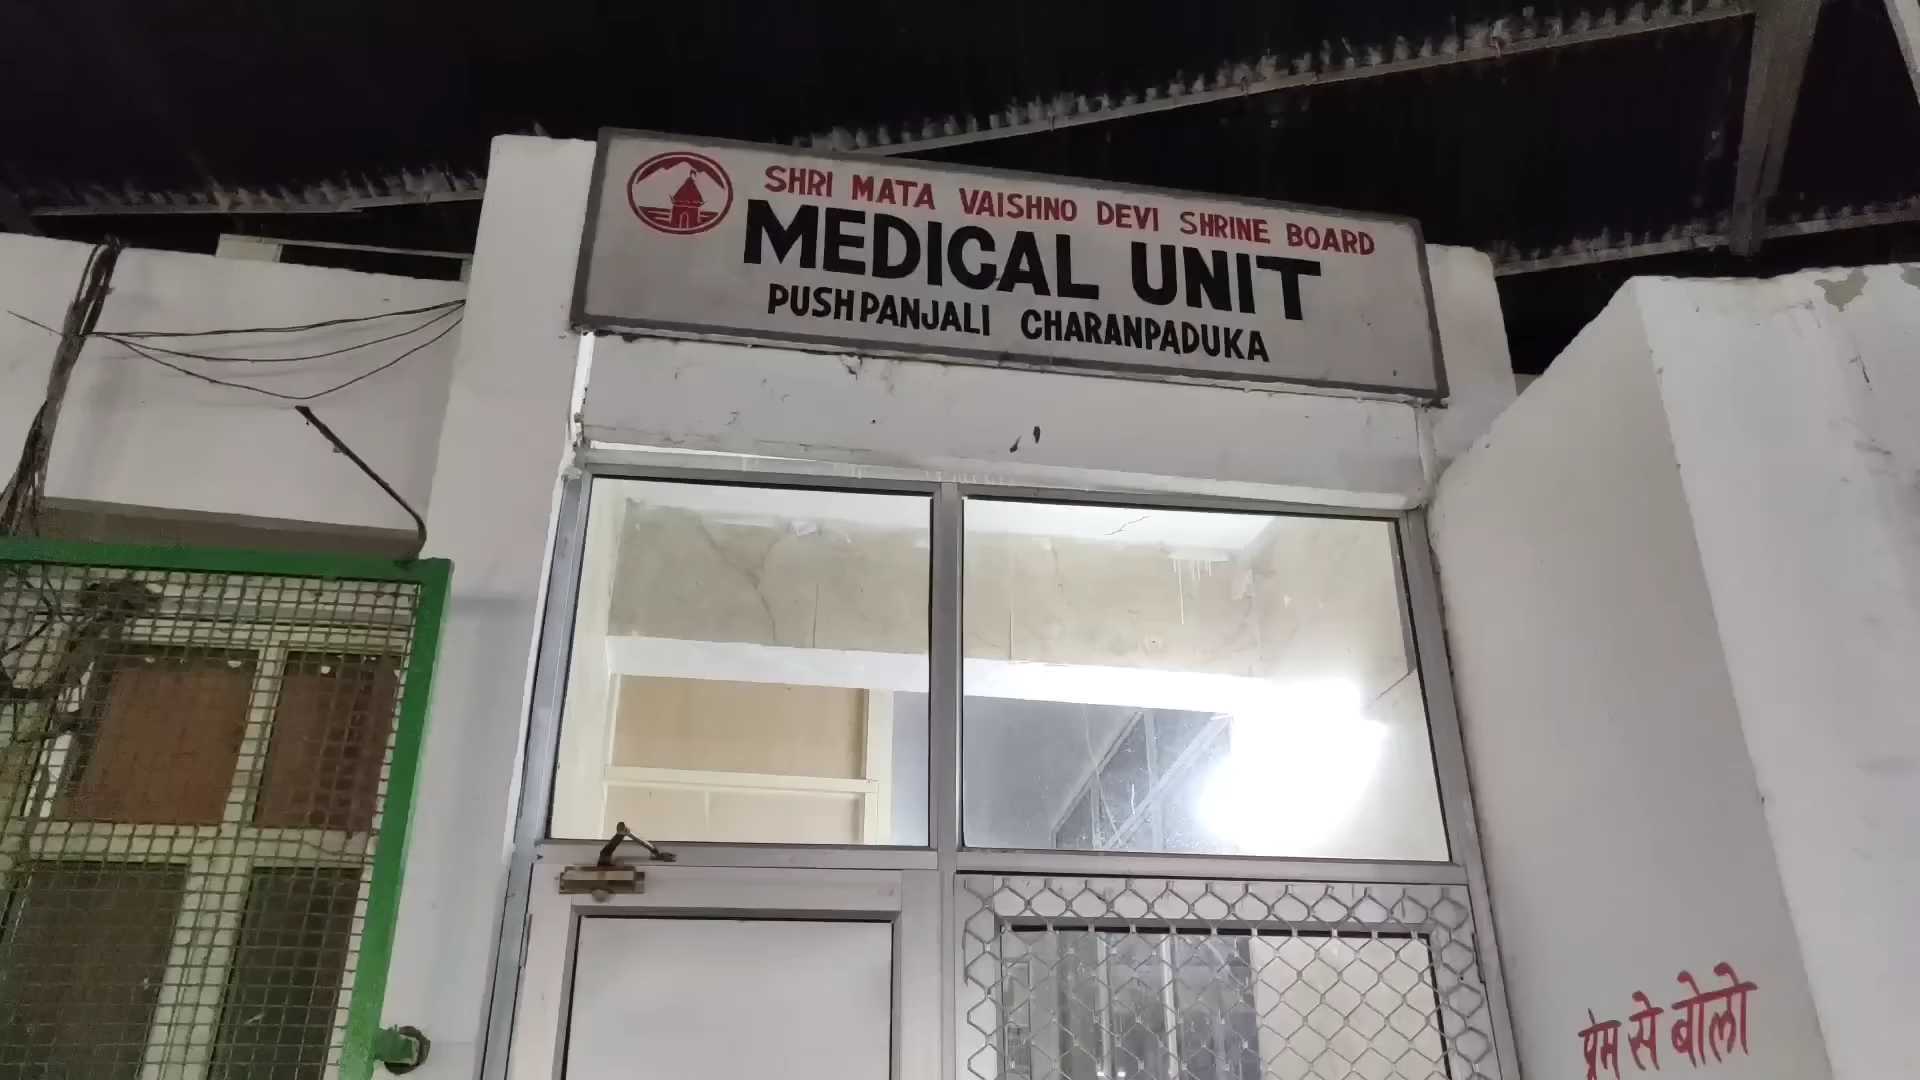 SHRI MATA VAISHNO DEVI SHRINE BOARD
MEDICAL UNIT
PUSHPANJALI CHARANPADUKA
प्रेम से बोलो